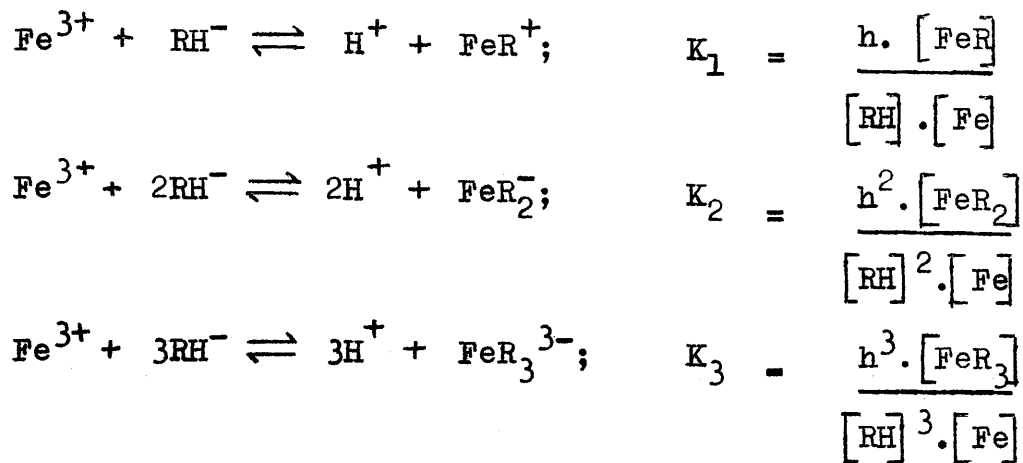 Fe³⁺ + RH⁻ ⇌ H⁺ + FeR⁺; K₁ = h. [FeR] / [RH].[Fe]
Fe³⁺ + 2RH⁻ ⇌ 2H⁺ + FeR₂⁻; K₂ = h².[FeR₂] / [RH]².[Fe]
Fe³⁺ + 3RH⁻ ⇌ 3H⁺ + FeR₃³⁻; K₃ = h³.[FeR₃] / [RH]³.[Fe]